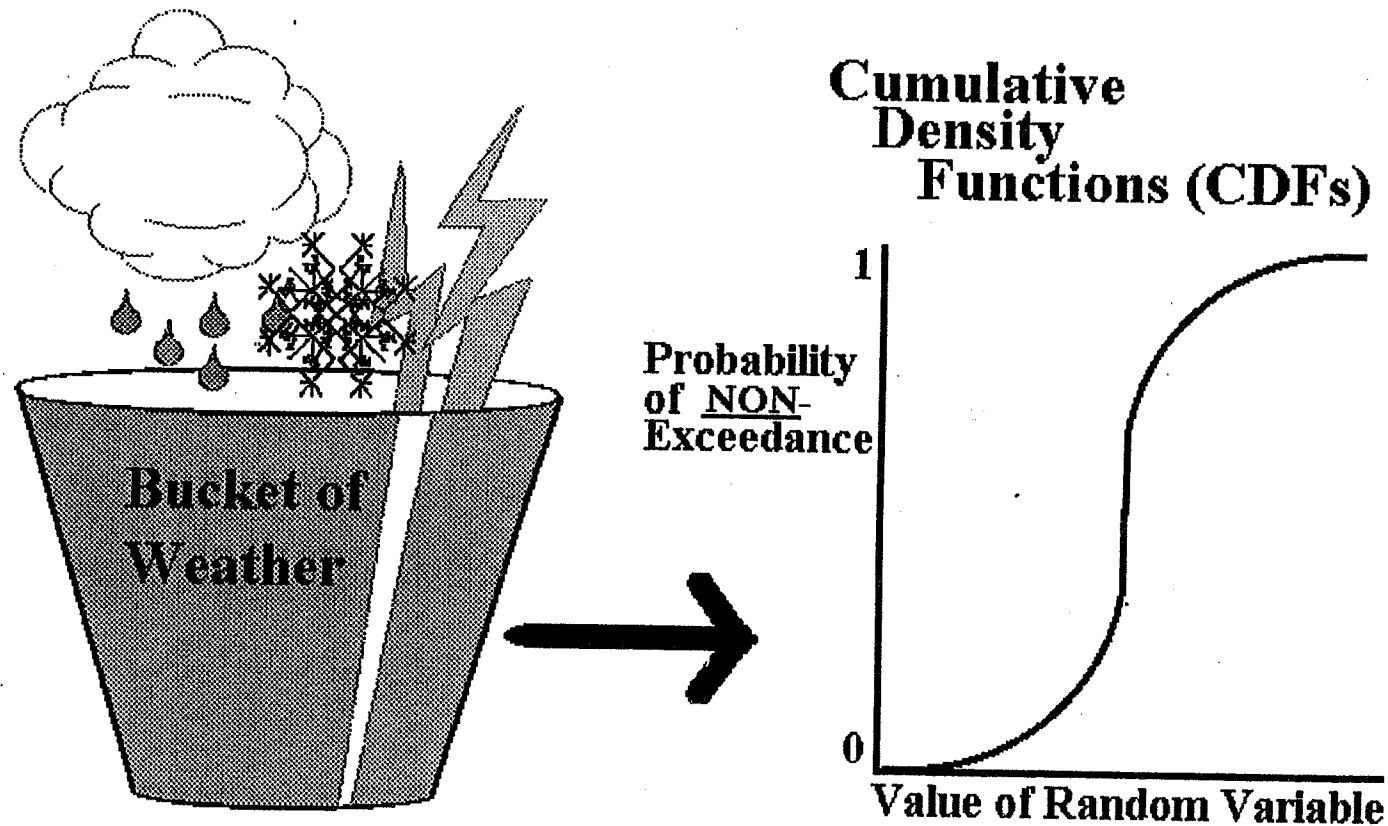 Bucket of
Weather
Cumulative
Density
Functions (CDFs)
1
Probability
of NON-
Exceedance
0
Value of Random Variable